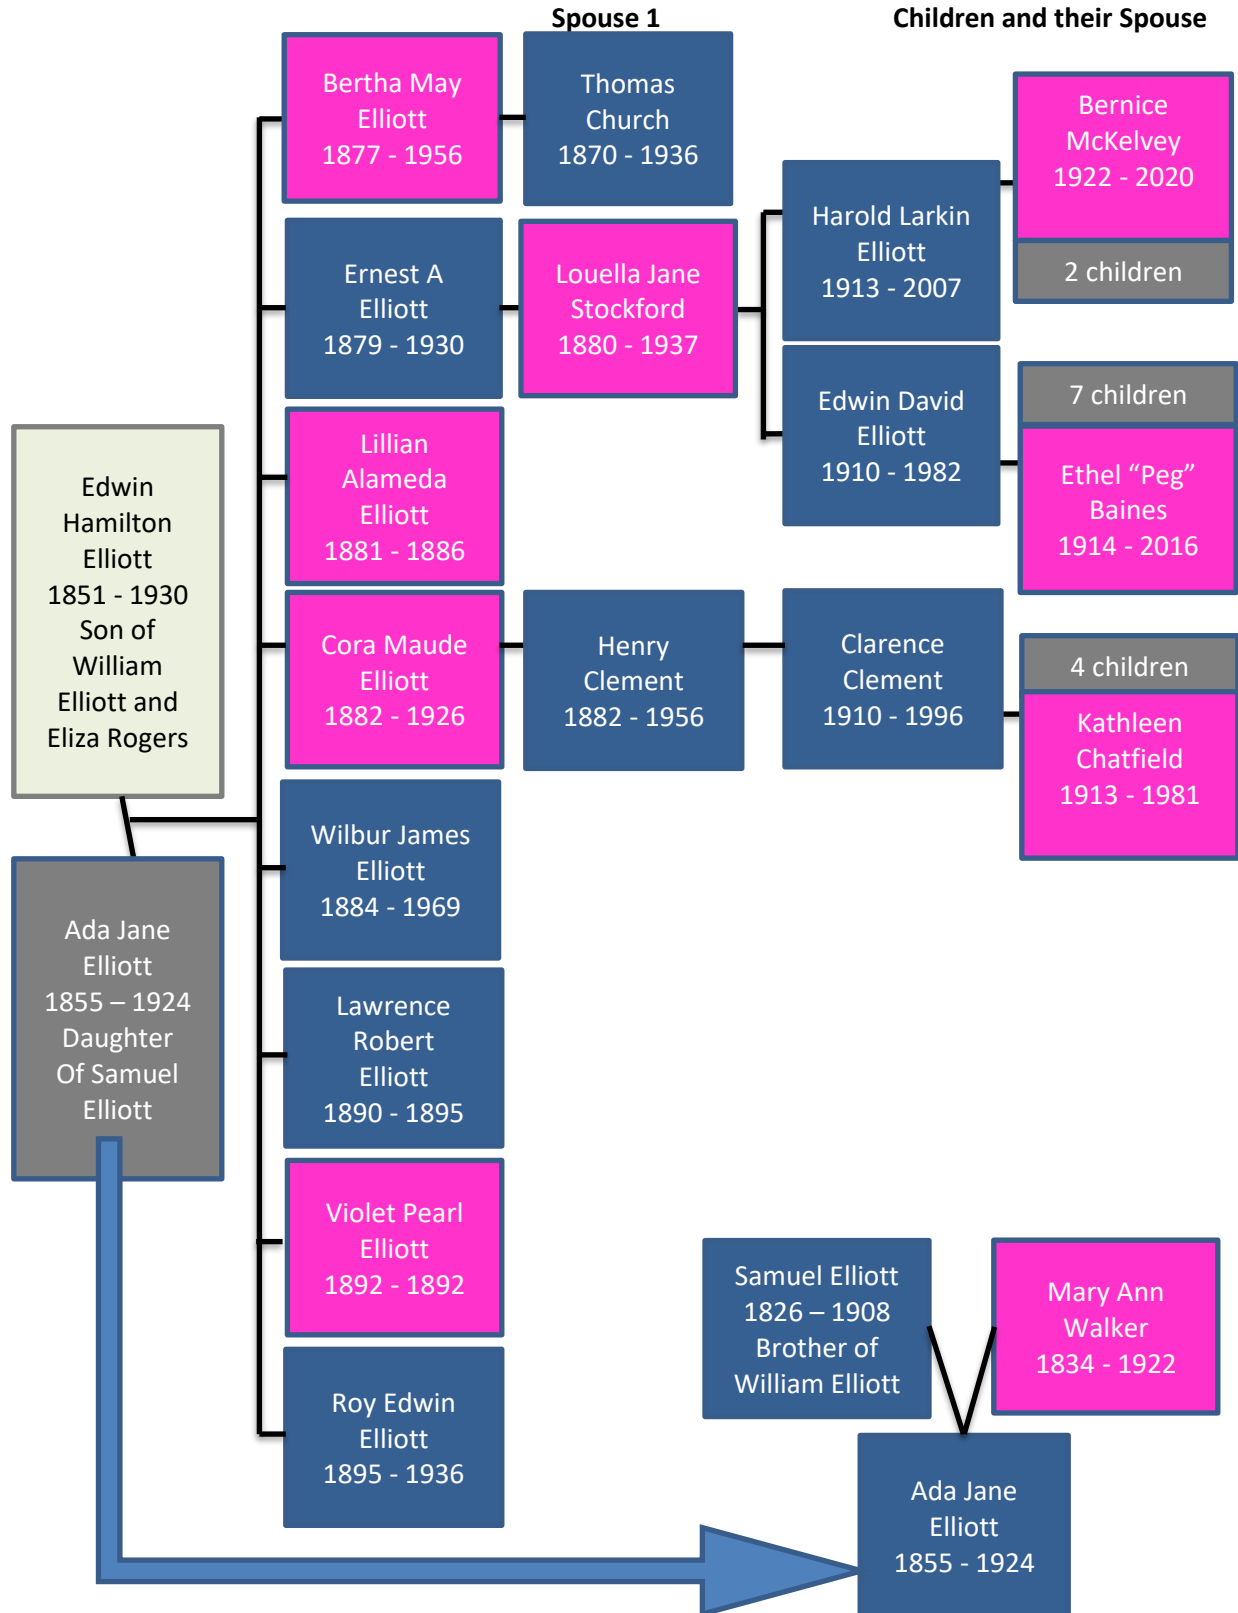 Spouse 1
Children and their Spouse
Bertha May
Elliott
1877 - 1956
Thomas
Church
1870 - 1936
Bernice
McKelvey
1922 - 2020
2 children
Ernest A
Elliott
1879 - 1930
Louella Jane
Stockford
1880 - 1937
Harold Larkin
Elliott
1913 - 2007
Edwin David
Elliott
1910 - 1982
7 children
Ethel “Peg”
Baines
1914 - 2016
Lillian
Alameda
Elliott
1881 - 1886
Edwin
Hamilton
Elliott
1851 - 1930
Son of
William
Elliott and
Eliza Rogers
Cora Maude
Elliott
1882 - 1926
Henry
Clement
1882 - 1956
Clarence
Clement
1910 - 1996
4 children
Kathleen
Chatfield
1913 - 1981
Wilbur James
Elliott
1884 - 1969
Ada Jane
Elliott
1855 – 1924
Daughter
Of Samuel
Elliott
Lawrence
Robert
Elliott
1890 - 1895
Violet Pearl
Elliott
1892 - 1892
Roy Edwin
Elliott
1895 - 1936
Samuel Elliott
1826 – 1908
Brother of
William Elliott
Mary Ann
Walker
1834 - 1922
Ada Jane
Elliott
1855 - 1924